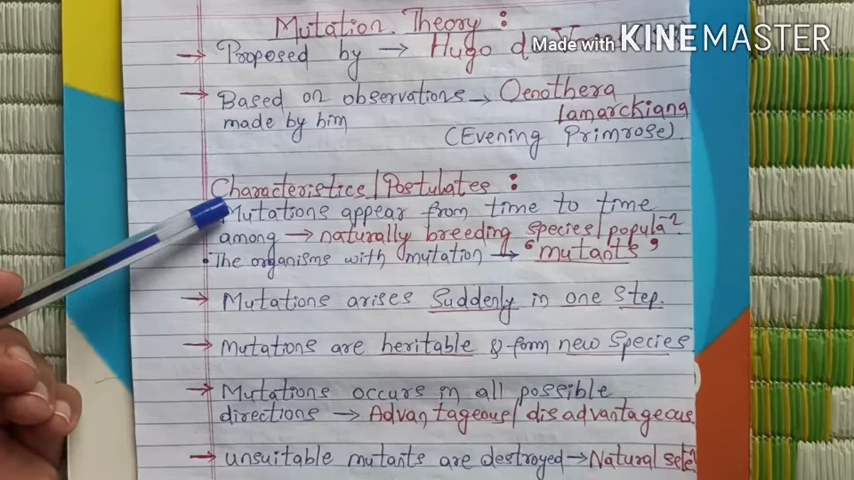 Mutation Theory :
→ Proposed by → Hugo d
Made with KINEMASTER
→ Based on observations → Oenothera
made by him lamarckiana
(Evening Primrose)
Characteristics/Postulates :
Mutations appear from time to time
among → naturally breeding species/popula-²
• The organisms with mutation → "mutants"
→ Mutations arises Suddenly in one step.
→ Mutations are heritable & form new species
→ Mutations occurs in all possible
directions → Advantageous/disadvantageous
→ unsuitable mutants are destroyed → Natural